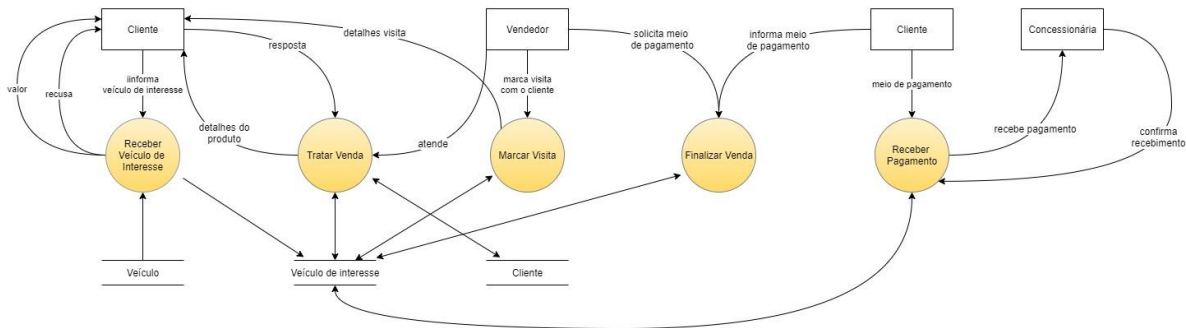 Cliente
Vendedor
Cliente
Concessionária
detalhes visita
solicita meio
de pagamento
informa meio
de pagamento
resposta
valor
recusa
iinforma
veículo de interesse
marca visita
com o cliente
meio de pagamento
detalhes do
produto
atende
recebe pagamento
confirma
recebimento
Receber
Veículo de
Interesse
Tratar Venda
Marcar Visita
Finalizar Venda
Receber
Pagamento
Veículo
Veículo de interesse
Cliente